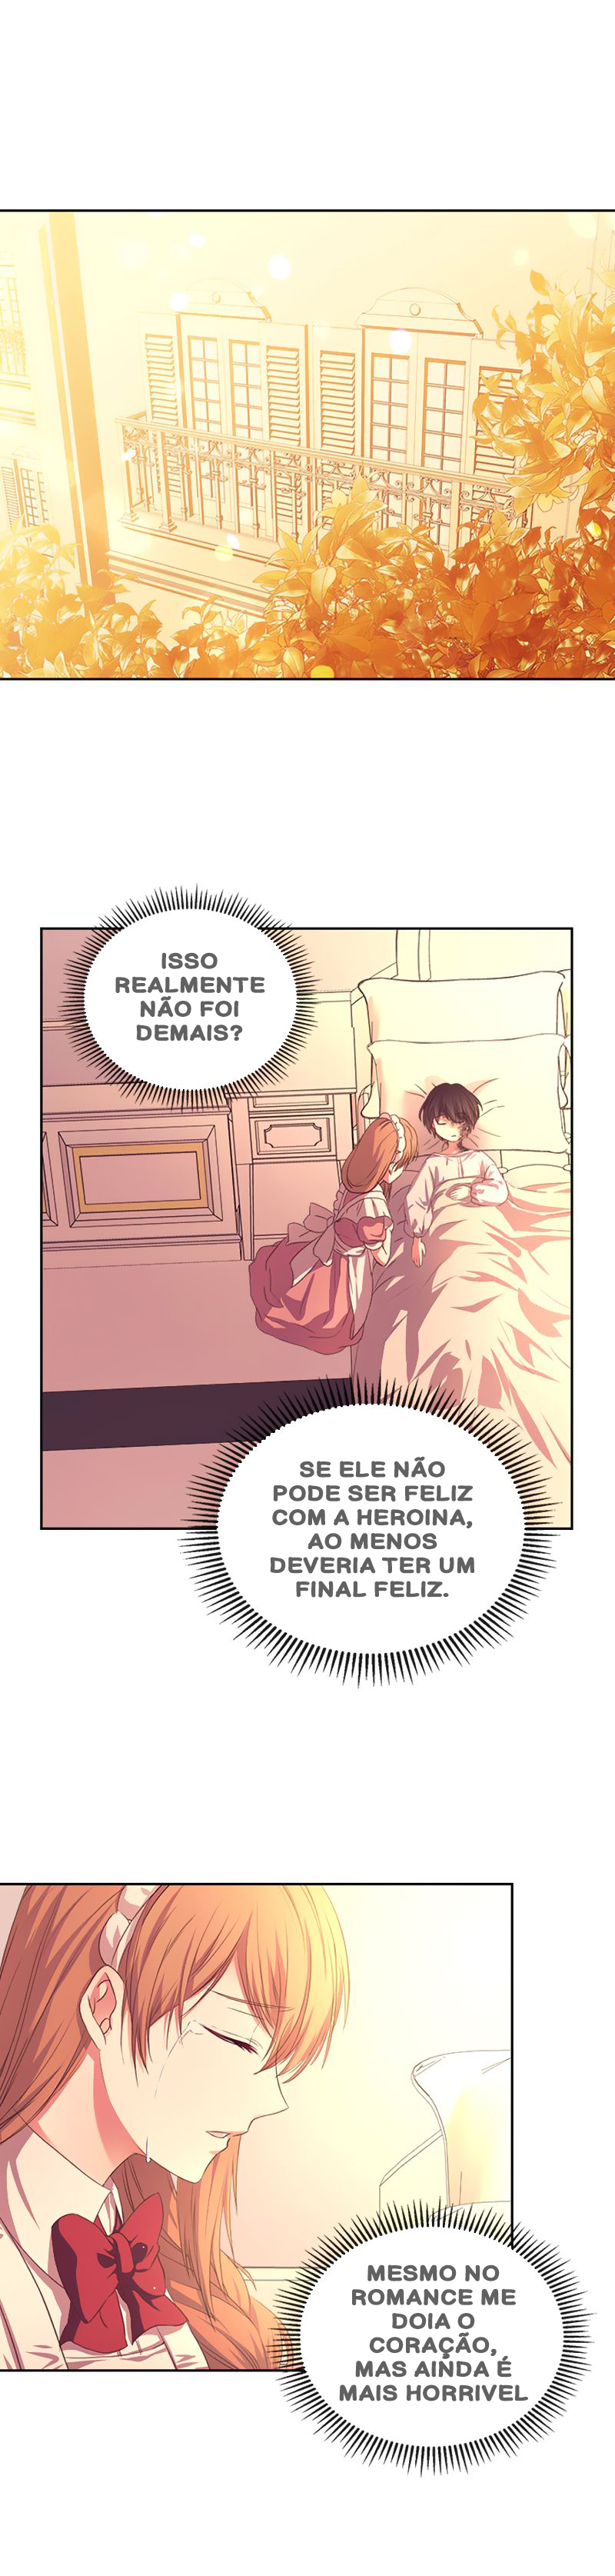 ISSO
REALMENTE
NÃO FOI
DEMAIS?
SE ELE NÃO
PODE SER FELIZ
COM A HEROINA,
AO MENOS
DEVERIA TER UM
FINAL FELIZ.
MESMO NO
ROMANCE ME
DOIA O
CORAÇÃO,
MAS AINDA É
MAIS HORRIVEL